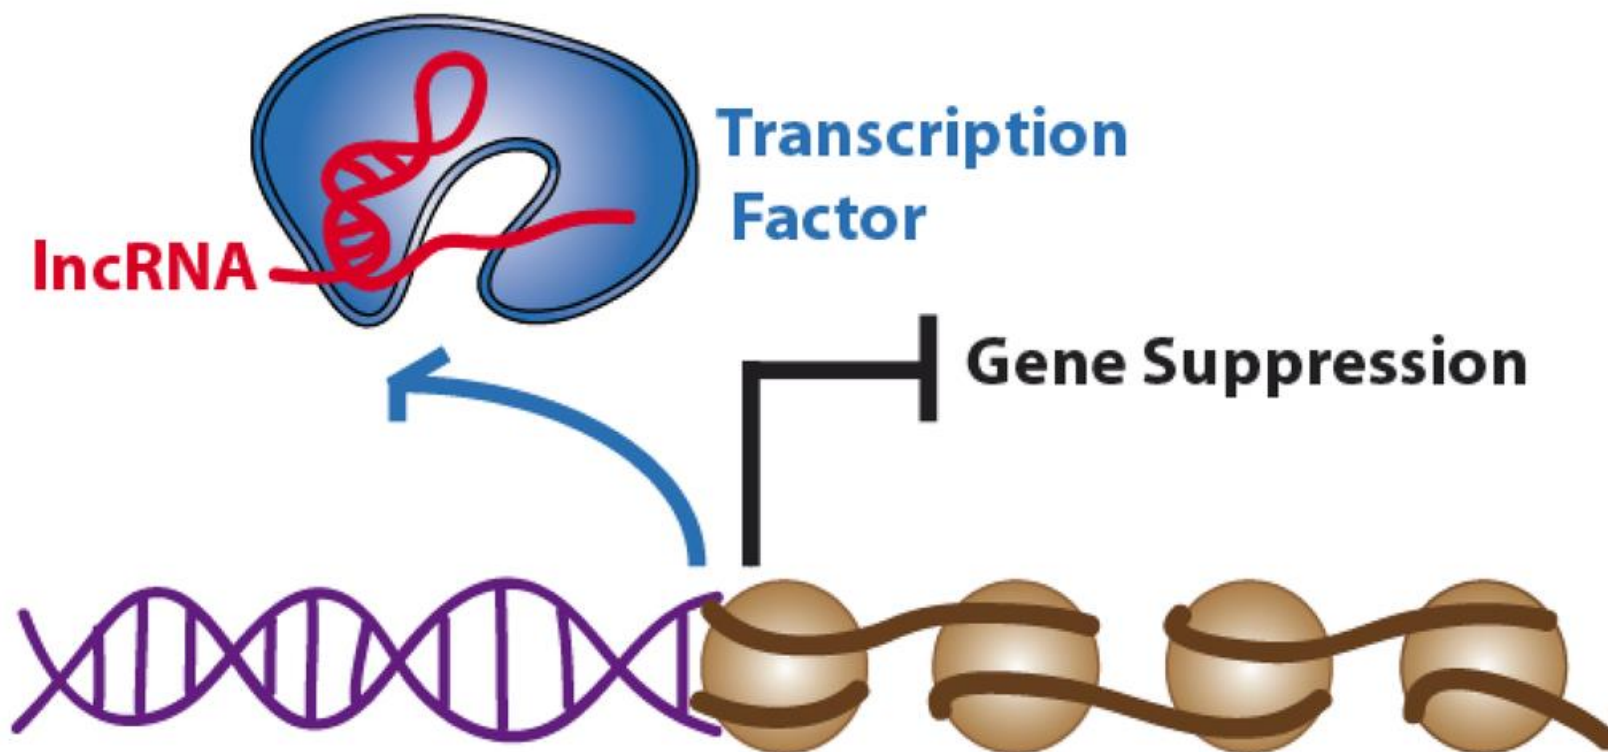 Transcription
Factor
lncRNA
Gene Suppression